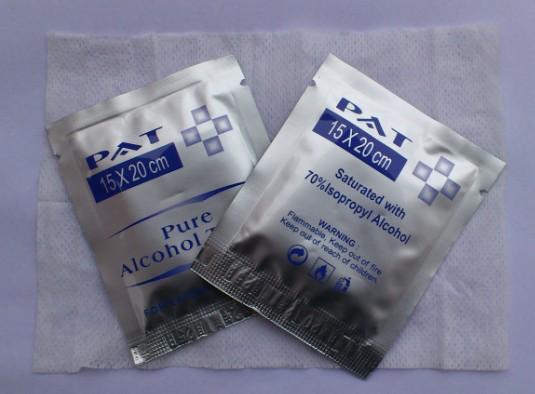 PAT
15 X 20 cm
Pure
Alcohol
FOR
PAT
15 X 20 cm
Saturated with
70%Isopropyl Alcohol
WARNING :
Flammable, Keep out of fire
Keep out of reach of children.